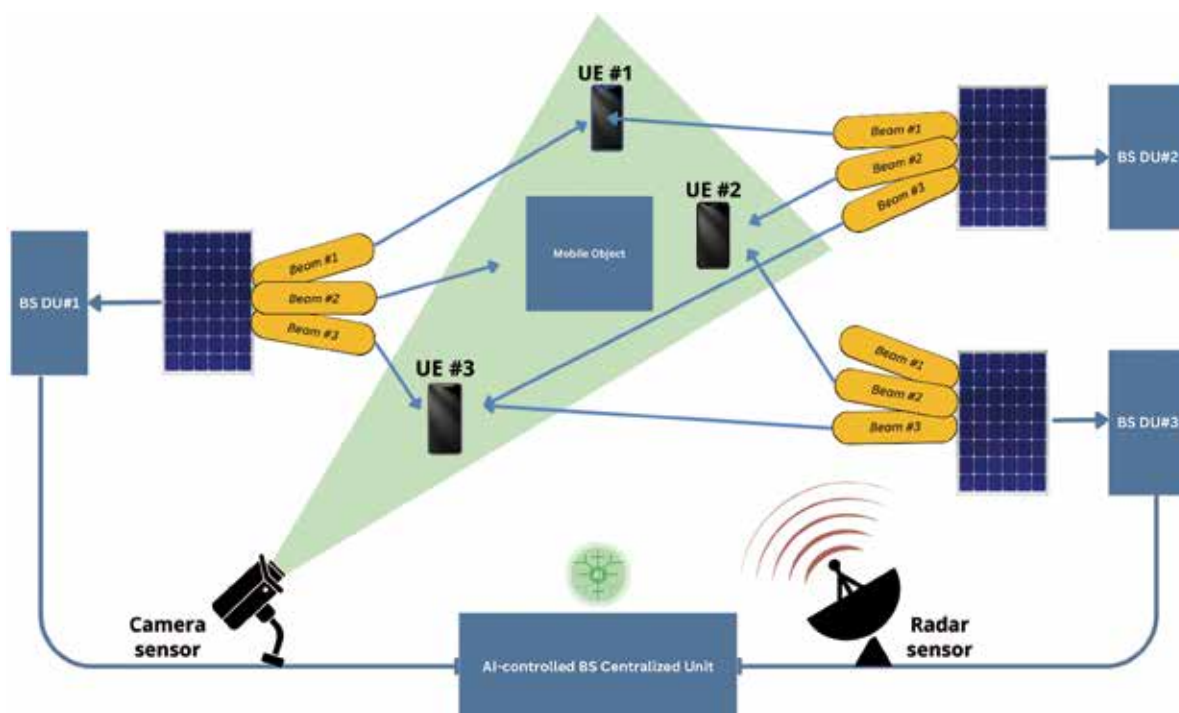 UE #1
Beam #1
Beam #2
Beam #3
BS DU#2
UE #2
Mobile Object
BS DU#1
Beam #1
Beam #2
Beam #3
UE #3
Beam #1
Beam #2
Beam #3
BS DU#3
Camera
sensor
AI-controlled BS Centralized Unit
Radar
sensor